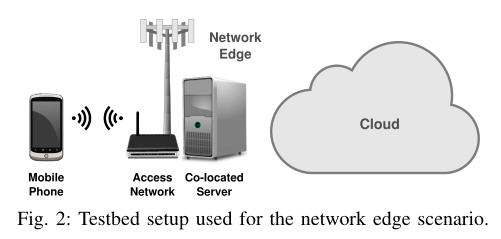 Network
Edge
Cloud
Mobile
Phone
Access
Network
Co-located
Server
Fig. 2: Testbed setup used for the network edge scenario.